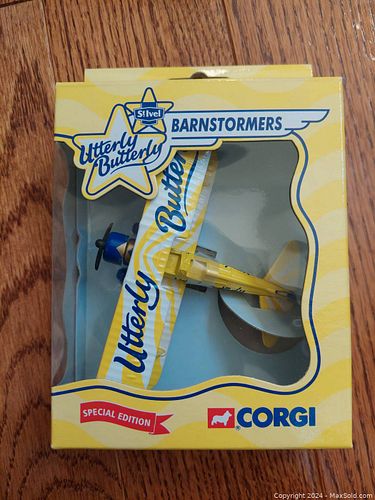 St Ivel
Utterly
Butterly
BARNSTORMERS
Utterly Butter
SPECIAL EDITION
CORGI
Copyright © 2024 - MaxSold.com